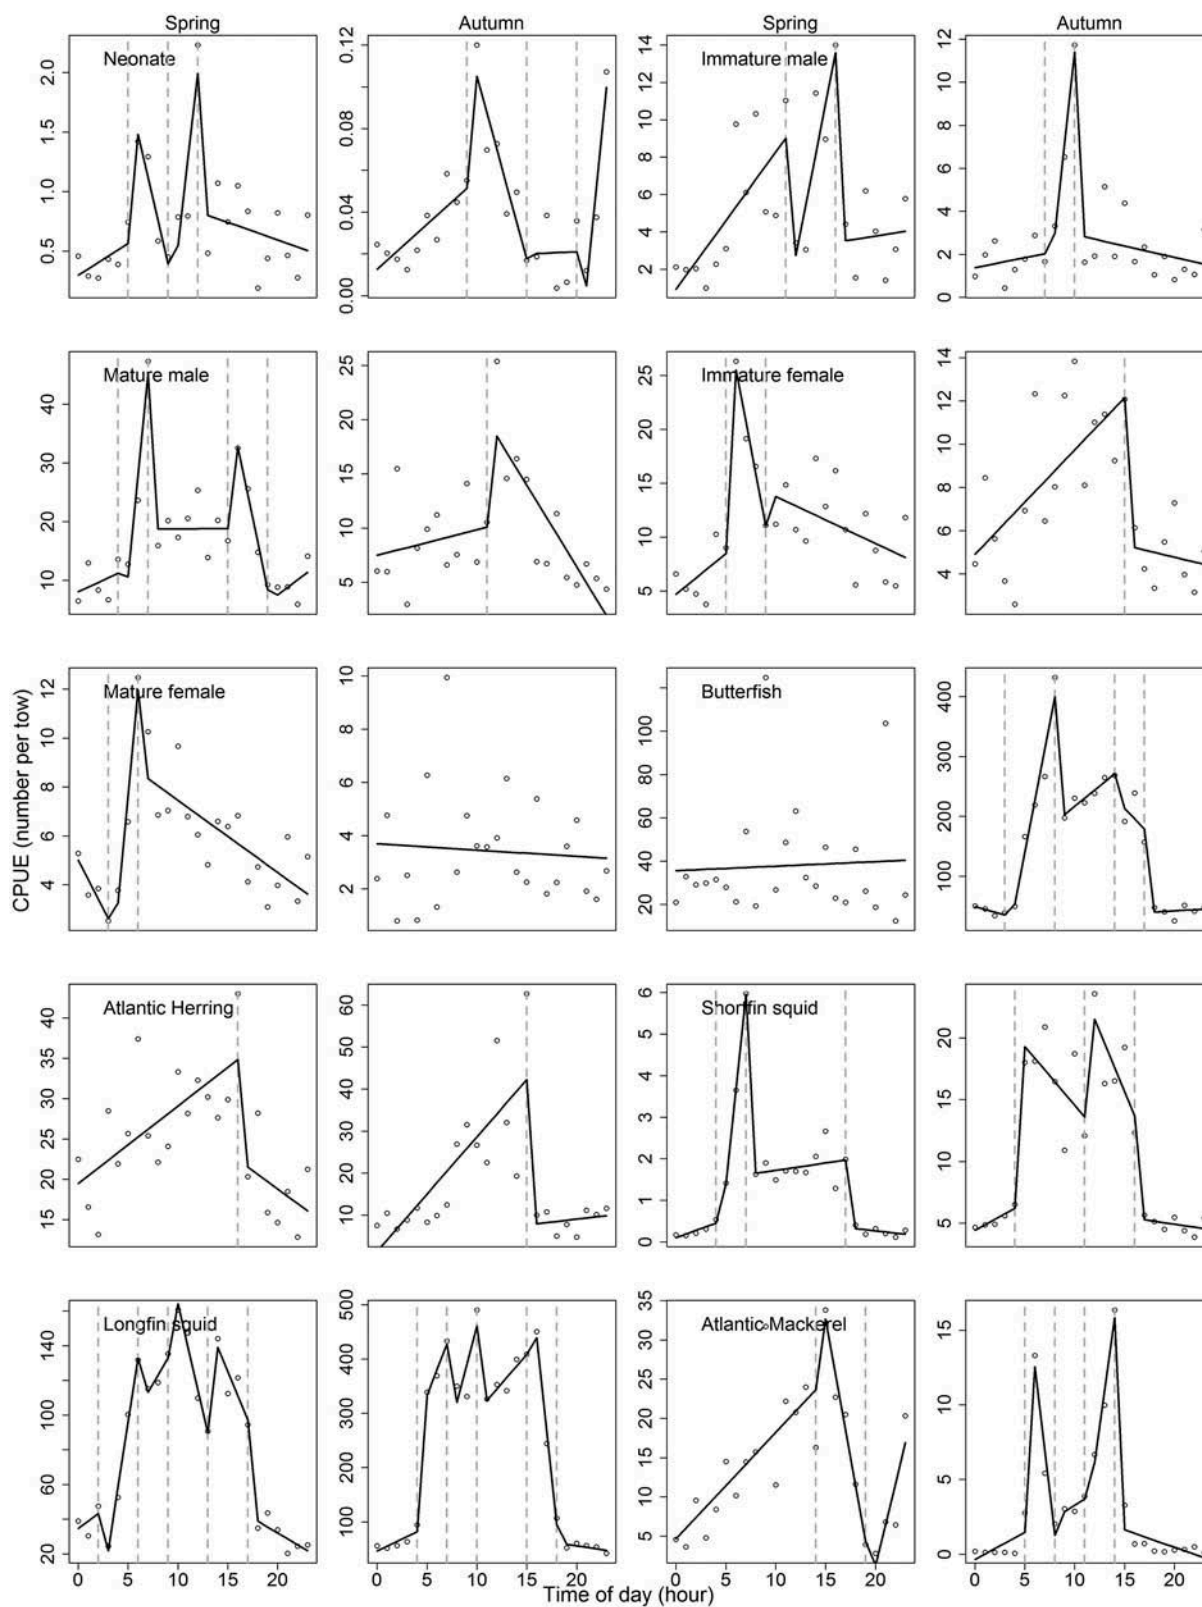 Spring Autumn Spring Autumn
Neonate
2.0 1.5 1.0 0.5
0.12 0.08 0.04 0.00
Immature male
14 12 10 8 6 4 2
12 10 8 6 4 2 0
Mature male
40 30 20 10
25 20 15 10 5
Immature female
25 20 15 10 5
14 12 10 8 6 4
CPUE (number per tow)
Mature female
12 10 8 6 4
10 8 6 4 2 0
Butterfish
100 80 60 40 20
400 300 200 100
Atlantic Herring
40 35 30 25 20 15
60 50 40 30 20 10
Shortfin squid
6 5 4 3 2 1 0
20 15 10 5
Longfin squid
140 100 60 20
500 400 300 200 100
Atlantic Mackerel
35 30 25 20 15 10 5
15 10 5 0
0 5 10 15 20 0 5 10 15 20 0 5 10 15 20 0 5 10 15 20
Time of day (hour)